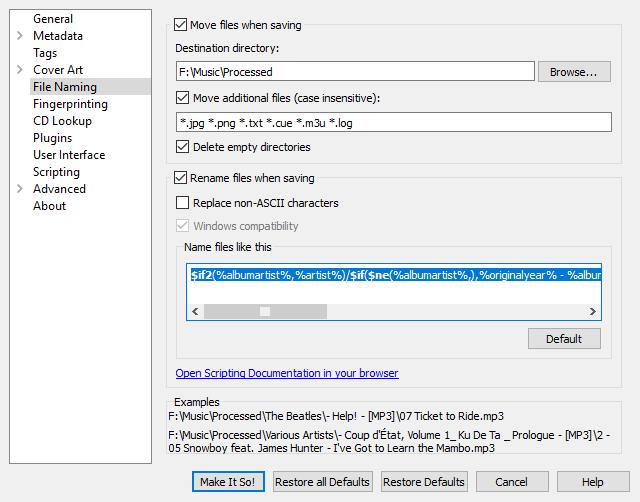 General
Metadata
Tags
Cover Art
File Naming
Fingerprinting
CD Lookup
Plugins
User Interface
Scripting
Advanced
About
Move files when saving
Destination directory:
F:\Music\Processed
Browse...
Move additional files (case insensitive):
*.jpg *.png *.txt *.cue *.m3u *.log
Delete empty directories
Rename files when saving
Replace non-ASCII characters
Windows compatibility
Name files like this
$if2(%albumartist%,%artist%)/$if($ne(%albumartist%,),%originalyear% - %albur
Default
Open Scripting Documentation in your browser
Examples
F:\Music\Processed\The Beatles\- Help! - [MP3]\07 Ticket to Ride.mp3
F:\Music\Processed\Various Artists\- Coup d'État, Volume 1_ Ku De Ta _ Prologue - [MP3]\2 -
05 Snowboy feat. James Hunter - I've Got to Learn the Mambo.mp3
Make It So!
Restore all Defaults
Restore Defaults
Cancel
Help